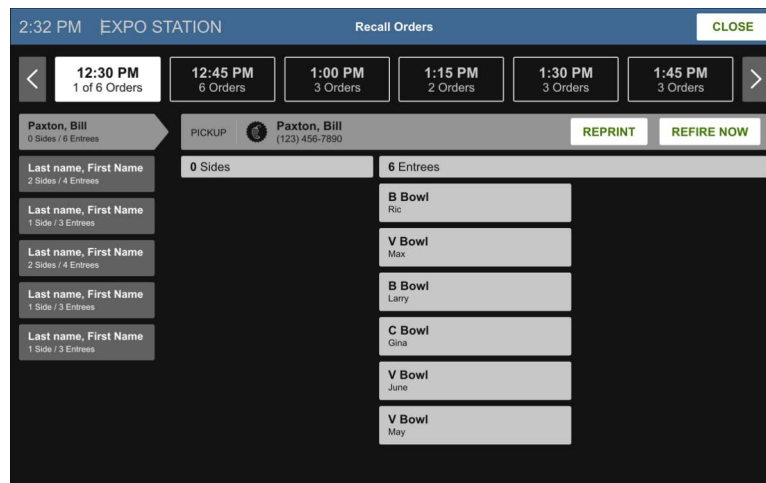 2:32 PM EXPO STATION
Recall Orders
CLOSE
12:30 PM
1 of 6 Orders
12:45 PM
6 Orders
1:00 PM
3 Orders
1:15 PM
2 Orders
1:30 PM
3 Orders
1:45 PM
3 Orders
Paxton, Bill
0 Sides / 6 Entrees
Last name, First Name
2 Sides / 4 Entrees
Last name, First Name
1 Side / 3 Entrees
Last name, First Name
2 Sides / 4 Entrees
Last name, First Name
1 Side / 3 Entrees
Last name, First Name
1 Side / 3 Entrees
PICKUP
Paxton, Bill
(123) 456-7890
REPRINT
REFIRE NOW
0 Sides
6 Entrees
B Bowl
Ric
V Bowl
Max
B Bowl
Larry
C Bowl
Gina
V Bowl
June
V Bowl
May